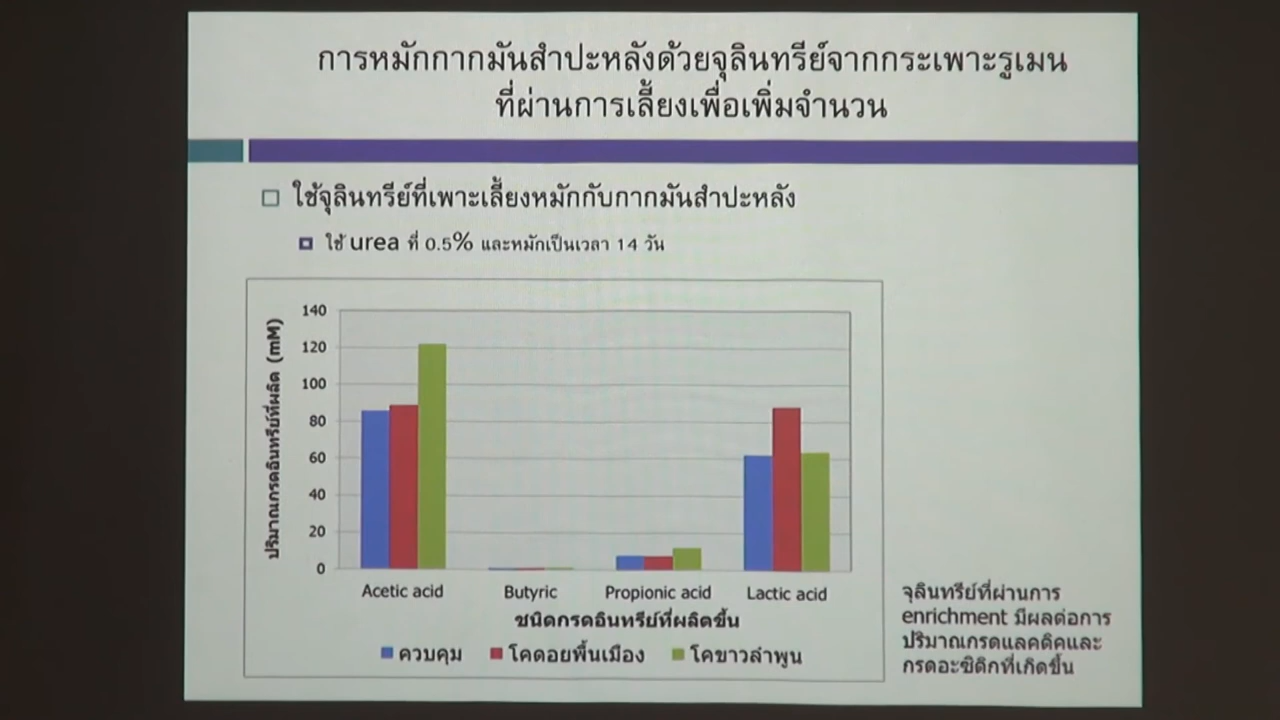 การหมักกากมันสำปะหลังด้วยจุลินทรีย์จากกระเพาะรูเมน
ที่ผ่านการเลี้ยงเพื่อเพิ่มจำนวน
ใช้จุลินทรีย์ที่เพาะเลี้ยงหมักกับกากมันสำปะหลัง
ใช้ urea ที่ 0.5% และหมักเป็นเวลา 14 วัน
ปริมาณกรดอินทรีย์ที่ผลิต (mM)
140
120
100
80
60
40
20
0
Acetic acid Butyric Propionic acid Lactic acid
ชนิดกรดอินทรีย์ที่ผลิตขึ้น
ควบคุม โคดอยพื้นเมือง โคขาวลำพูน
จุลินทรีย์ที่ผ่านการ
enrichment มีผลต่อการ
ปริมาณกรดแลคติคและ
กรดอะซิติกที่เกิดขึ้น